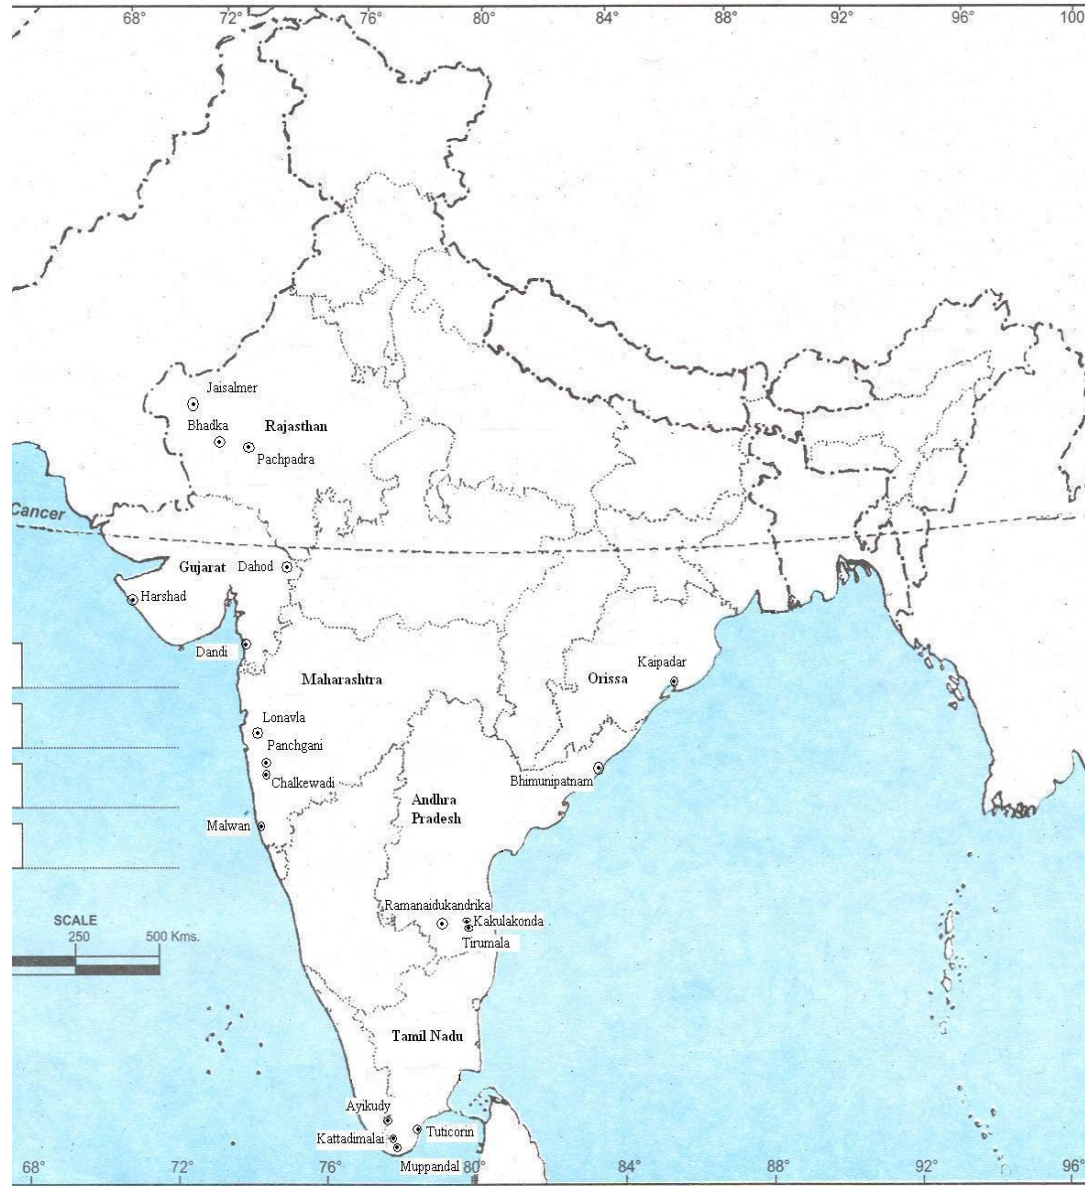 68° 72° 76° 80° 84° 92° 96° 100
Jaisalmer
Bhadka
Rajasthan
Pachpadra
Cancer
Gujarat
Dahod
Harshad
Dandi
Kaipadar
Maharashtra
Orissa
Lonavla
Panchgani
Chalkewadi
Bhimunipatnam
Andhra
Pradesh
Malwan
Ramanaidukandrika
Kakulakonda
Tirumala
SCALE
250 500 Kms.
Tamil Nadu
Ayikudy
Tuticorin
Kattadimalai
Muppandal
68° 72° 76° 80° 84° 88° 92° 96°